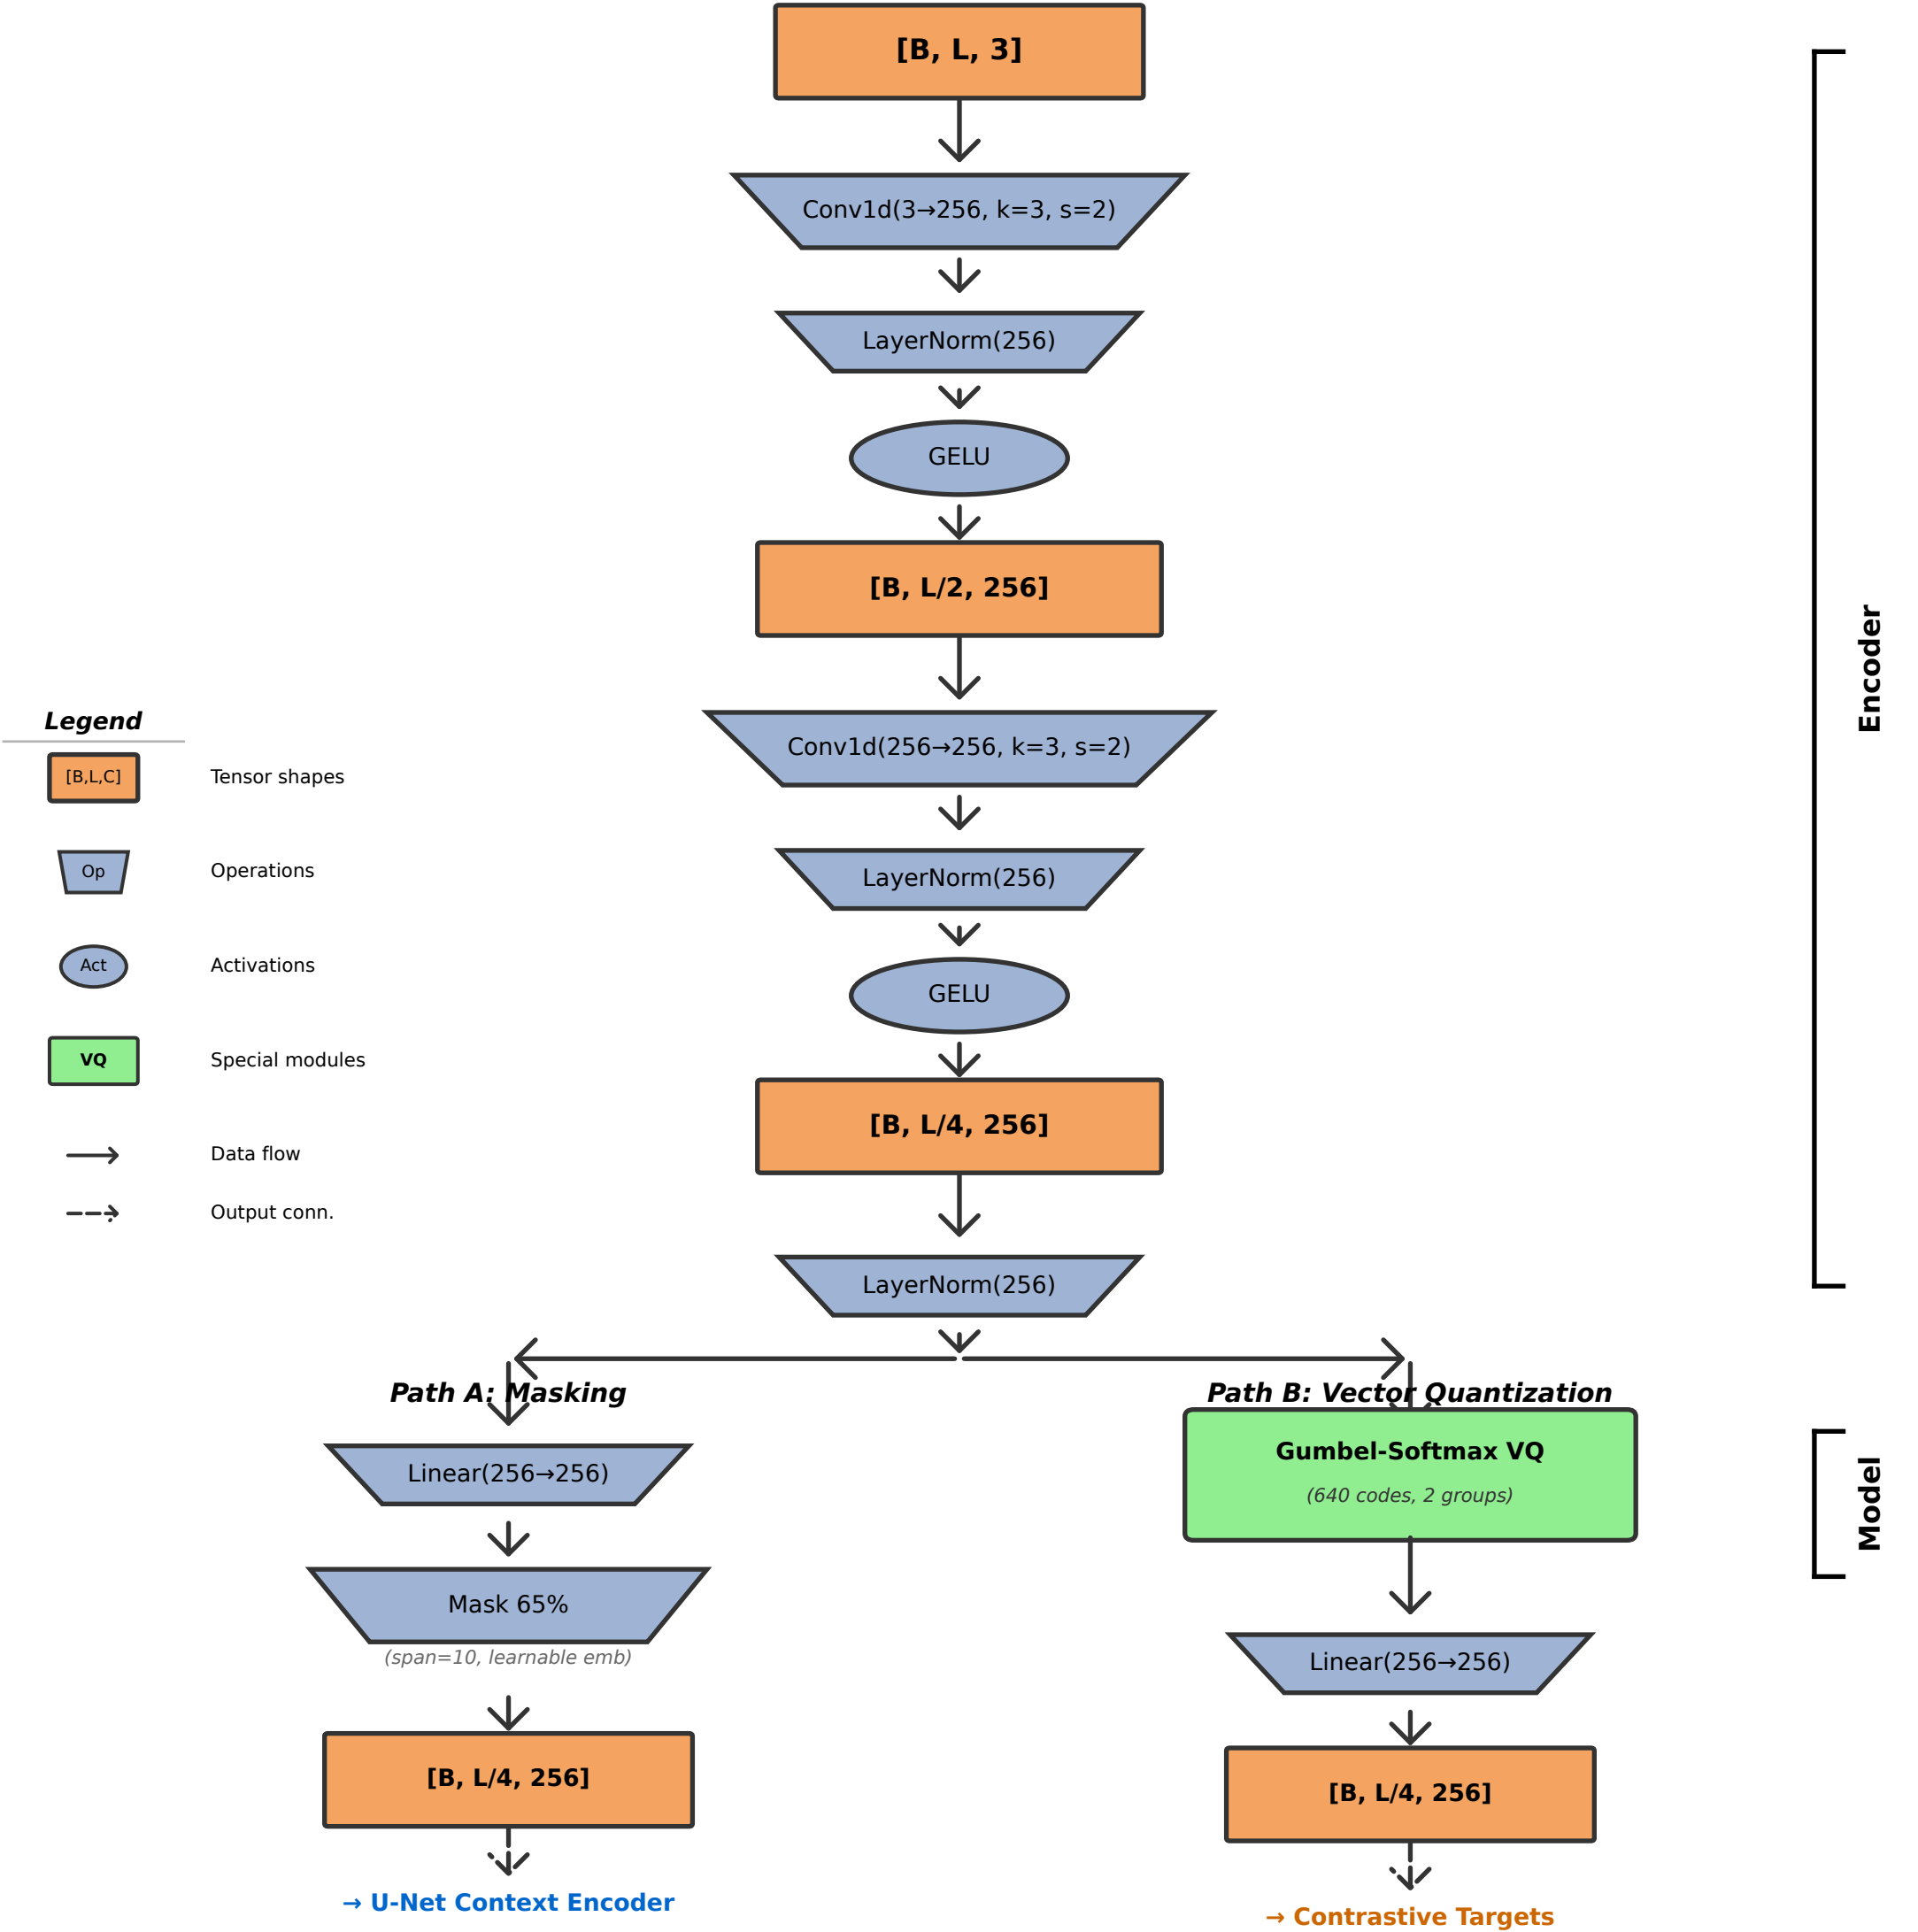 [B, L, 3]
Conv1d(3→256, k=3, s=2)
LayerNorm(256)
GELU
[B, L/2, 256]
Conv1d(256→256, k=3, s=2)
LayerNorm(256)
GELU
[B, L/4, 256]
LayerNorm(256)
Encoder
Legend
[B,L,C] Tensor shapes
Op Operations
Act Activations
VQ Special modules
Data flow
Output conn.
Path A: Masking
Linear(256→256)
Mask 65%
(span=10, learnable emb)
[B, L/4, 256]
→ U-Net Context Encoder
Path B: Vector Quantization
Gumbel-Softmax VQ
(640 codes, 2 groups)
Linear(256→256)
[B, L/4, 256]
→ Contrastive Targets
Model